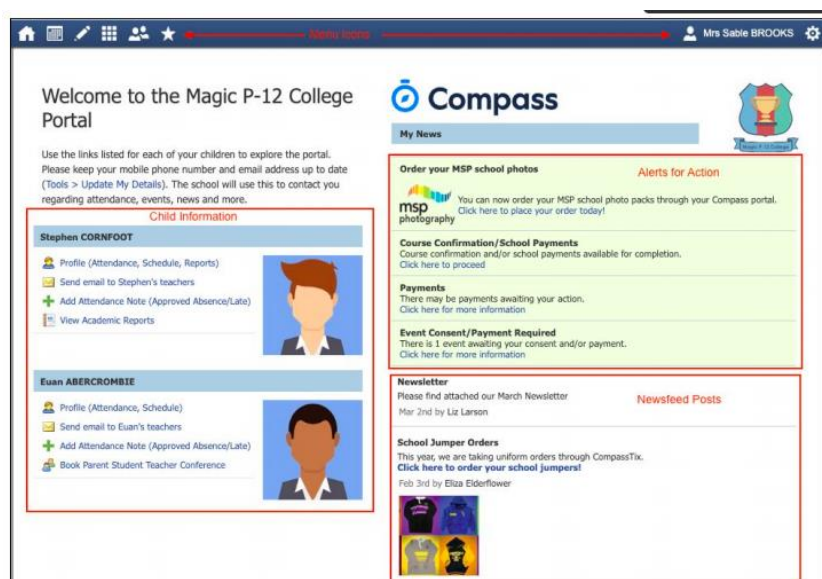 Menu Icons
Mrs Sable BROOKS
Welcome to the Magic P-12 College
Portal
Use the links listed for each of your children to explore the portal.
Please keep your mobile phone number and email address up to date
(Tools > Update My Details). The school will use this to contact you
regarding attendance, events, news and more.
Child Information
Stephen CORNFOOT
Profile (Attendance, Schedule, Reports)
Send email to Stephen's teachers
Add Attendance Note (Approved Absence/Late)
View Academic Reports
Euan ABERCROMBIE
Profile (Attendance, Schedule)
Send email to Euan's teachers
Add Attendance Note (Approved Absence/Late)
Book Parent Student Teacher Conference
Compass
Magic P-12 College
My News
Order your MSP school photos
Alerts for Action
msp
photography
You can now order your MSP school photo packs through your Compass portal.
Click here to place your order today!
Course Confirmation/School Payments
Course confirmation and/or school payments available for completion.
Click here to proceed
Payments
There may be payments awaiting your action.
Click here for more information
Event Consent/Payment Required
There is 1 event awaiting your consent and/or payment.
Click here for more information
Newsletter
Please find attached our March Newsletter
Newsfeed Posts
Mar 2nd by Liz Larson
School Jumper Orders
This year, we are taking uniform orders through CompassTix.
Click here to order your school jumpers!
Feb 3rd by Eliza Elderflower